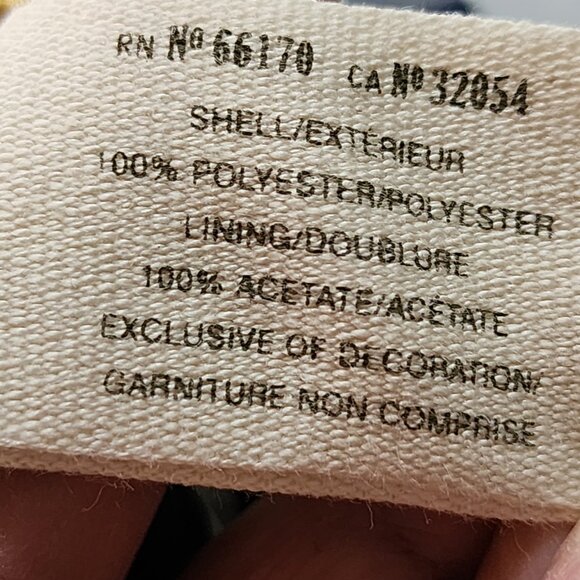 RN Nº 66170 CA Nº 32054
SHELL/EXTÉRIEUR
100% POLYESTER/POLYESTER
LINING/DOUBLURE
100% ACETATE/ACÉTATE
EXCLUSIVE OF DECORATION/
GARNITURE NON COMPRISE